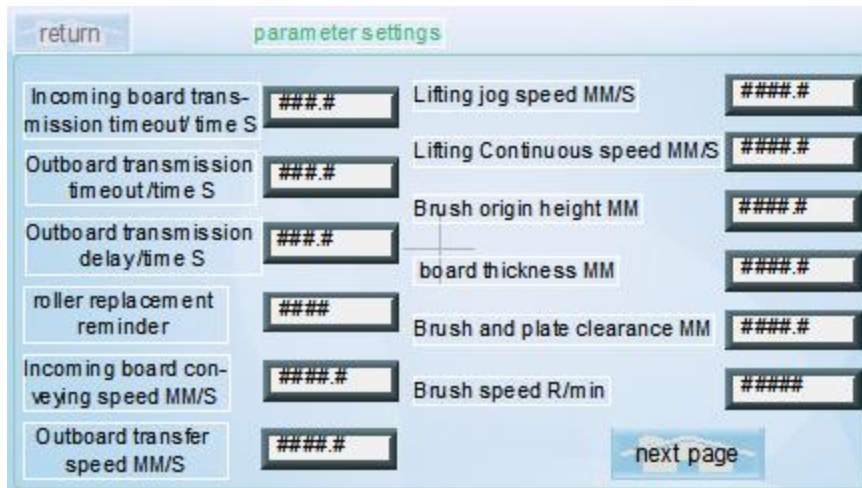 return
parameter settings
Incoming board trans-
mission timeout/ time S
###.#
Outboard transmission
timeout /time S
###.#
Outboard transmission
delay/time S
###.#
roller replacement
reminder
####
Incoming board con-
veying speed MM/S
####.#
Outboard transfer
speed MM/S
####.#
Lifting jog speed MM/S
####.#
Lifting Continuous speed MM/S
####.#
Brush origin height MM
####.#
board thickness MM
####.#
Brush and plate clearance MM
####.#
Brush speed R/min
#####
next page